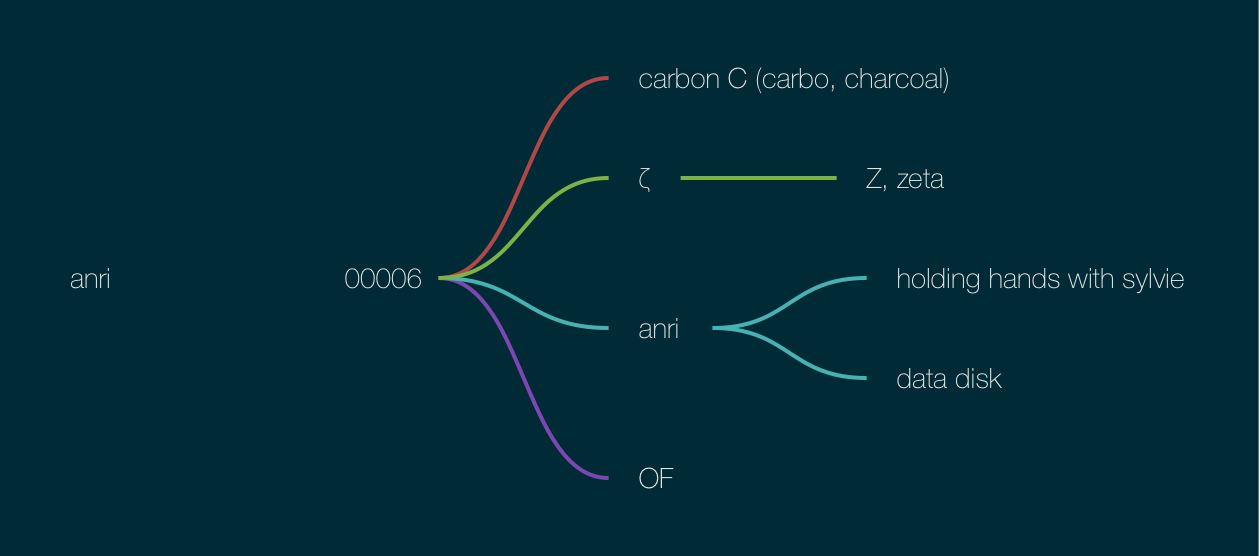 anri
00006
carbon C (carbo, charcoal)
ζ
Z, zeta
anri
holding hands with sylvie
data disk
OF